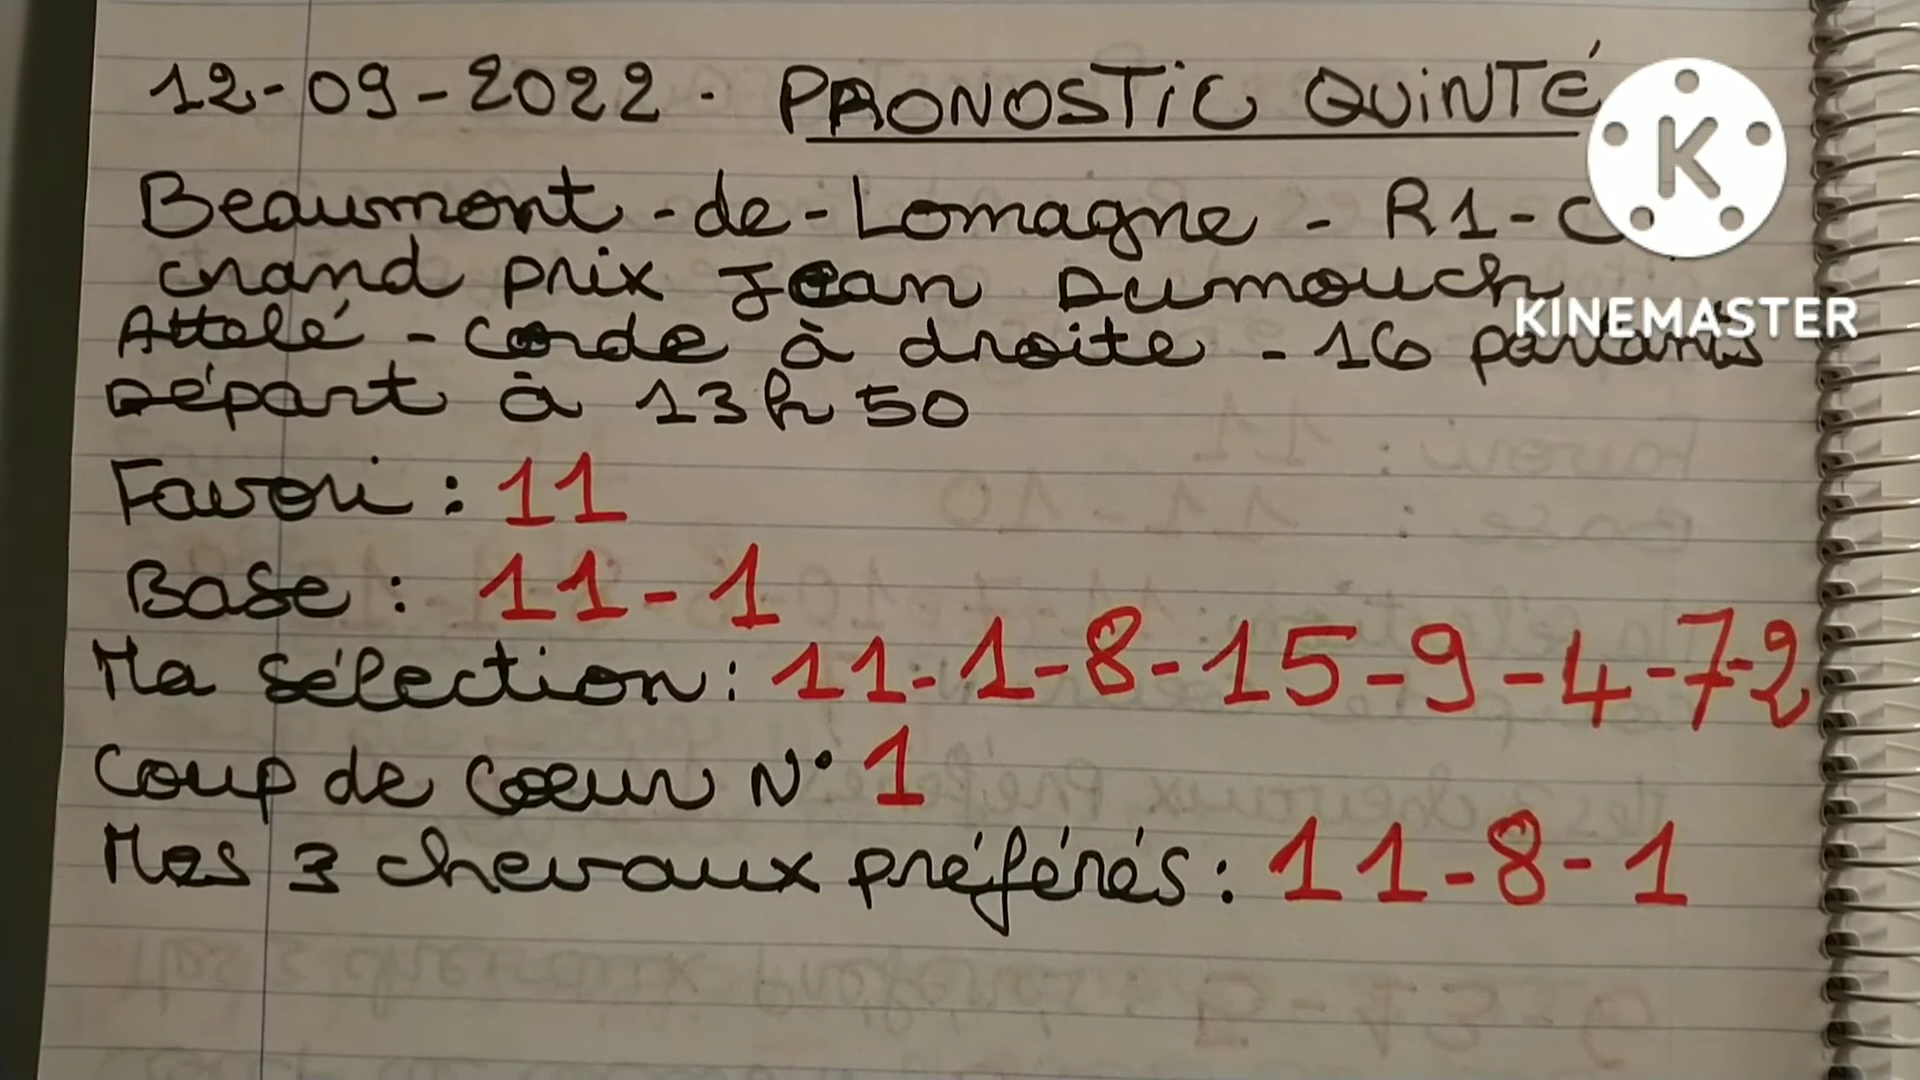 12-09-2022. PRONOSTIC QUINTÉ
Beaumont-de-Lomagne - R1-C
Grand prix Jean Dumouch
Attelé - corde à droite - 16 partants
Départ à 13h50
Favori : 11
Base : 11-1
Ma sélection : 11-1-8-15-9-4-7-2
Coup de cœur N° 1
Mes 3 chevaux préférés : 11-8-1
K
KINEMASTER